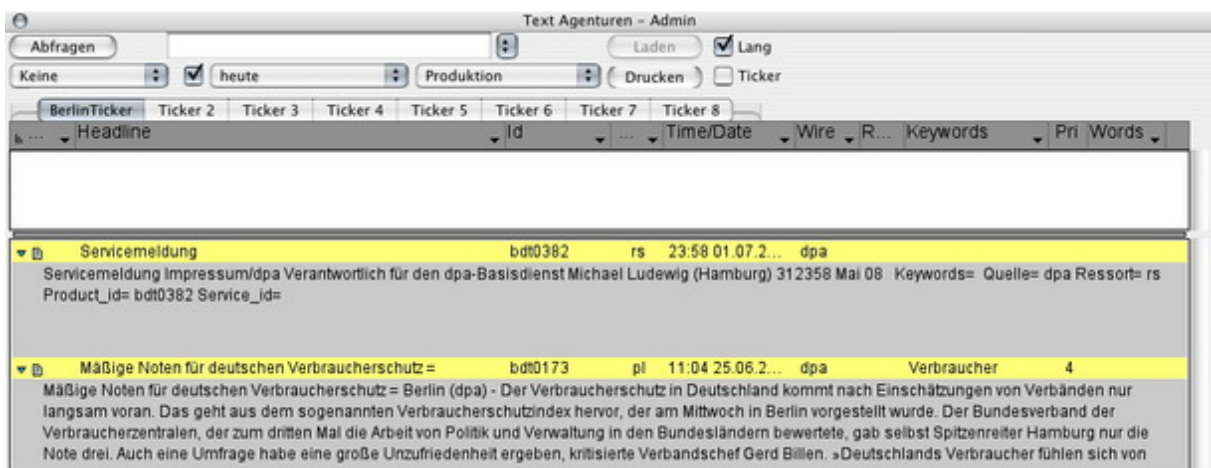 Text Agenturen – Admin
Abfragen Laden Lang
Keine heute Produktion Drucken Ticker
BerlinTicker Ticker 2 Ticker 3 Ticker 4 Ticker 5 Ticker 6 Ticker 7 Ticker 8
... Headline Id ... Time/Date Wire R... Keywords Pri Words
Servicemeldung bdt0382 rs 23:58 01.07.2... dpa
Servicemeldung Impressum/dpa Verantwortlich für den dpa-Basisdienst Michael Ludewig (Hamburg) 312358 Mai 08 Keywords= Quelle= dpa Ressort= rs
Product_id= bdt0382 Service_id=
Mäßige Noten für deutschen Verbraucherschutz = bdt0173 pl 11:04 25.06.2... dpa Verbraucher 4
Mäßige Noten für deutschen Verbraucherschutz = Berlin (dpa) - Der Verbraucherschutz in Deutschland kommt nach Einschätzungen von Verbänden nur
langsam voran. Das geht aus dem sogenannten Verbraucherschutzindex hervor, der am Mittwoch in Berlin vorgestellt wurde. Der Bundesverband der
Verbraucherzentralen, der zum dritten Mal die Arbeit von Politik und Verwaltung in den Bundesländern bewertete, gab selbst Spitzenreiter Hamburg nur die
Note drei. Auch eine Umfrage habe eine große Unzufriedenheit ergeben, kritisierte Verbandschef Gerd Billen. »Deutschlands Verbraucher fühlen sich von